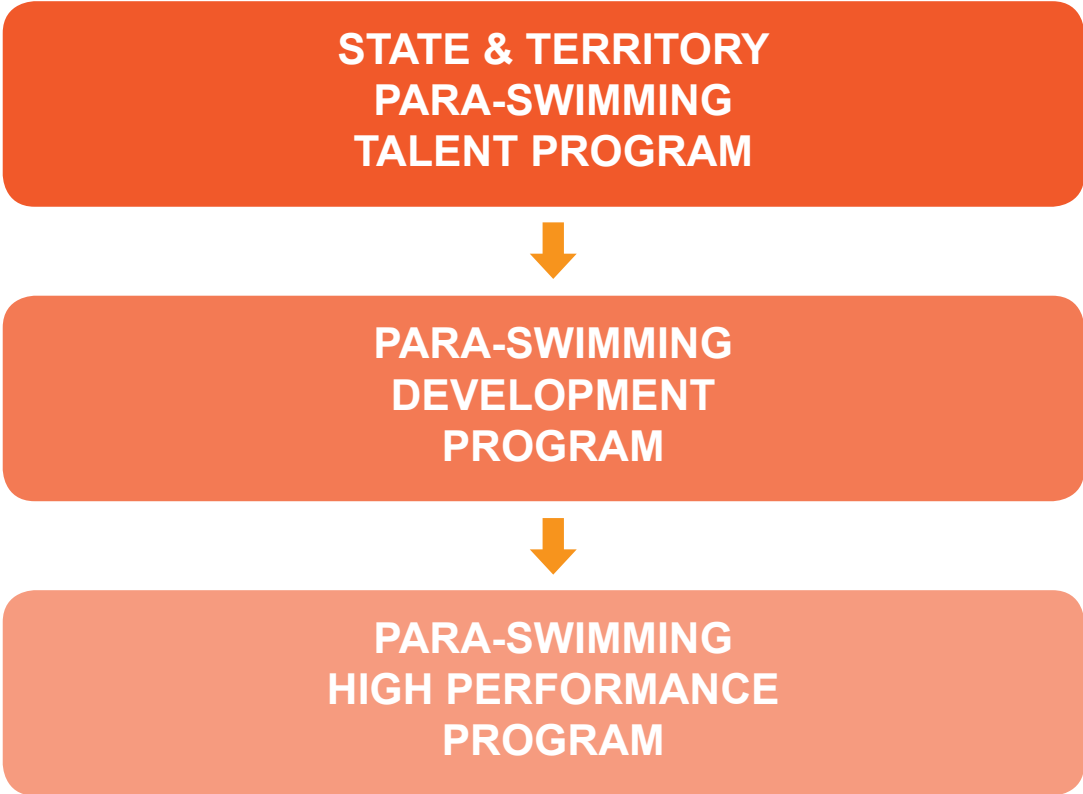 STATE & TERRITORY
PARA-SWIMMING
TALENT PROGRAM
PARA-SWIMMING
DEVELOPMENT
PROGRAM
PARA-SWIMMING
HIGH PERFORMANCE
PROGRAM